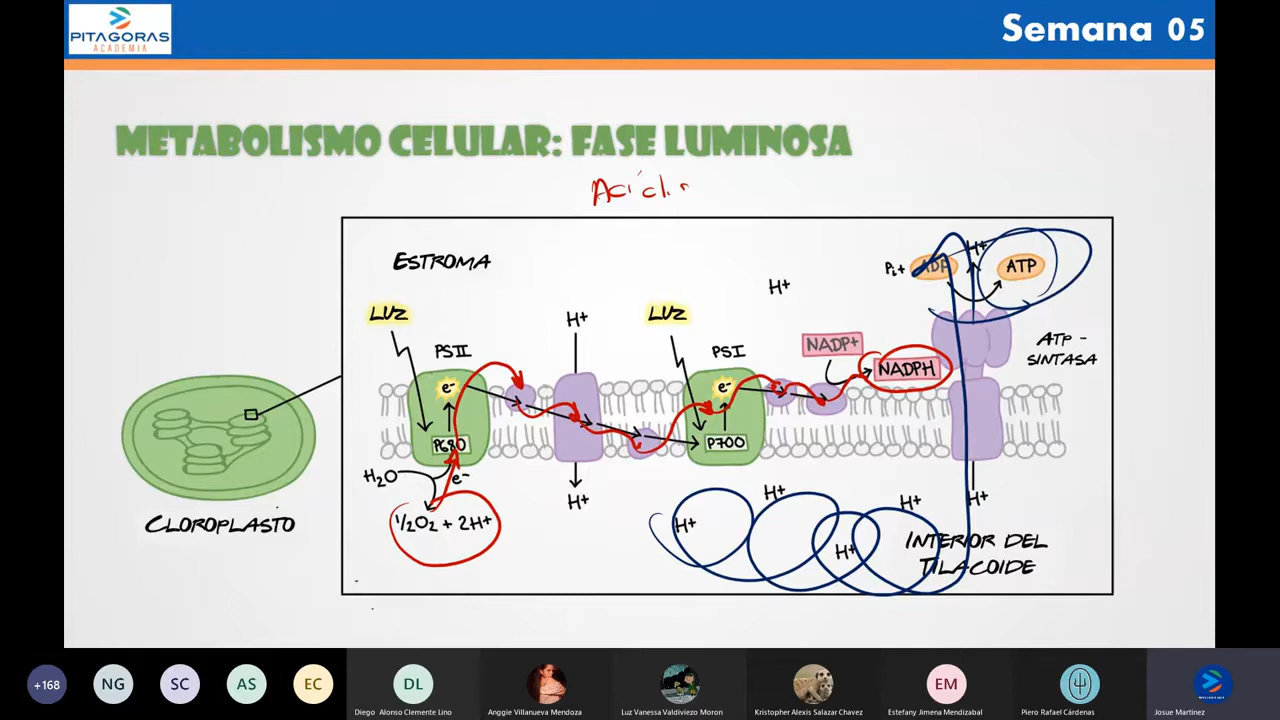 PITAGORAS
ACADEMIA
Semana 05
METABOLISMO CELULAR: FASE LUMINOSA
ESTROMA
LUZ
PSII
e-
P680
H2O
e-
1/2O2 + 2H+
H+
H+
LUZ
PSI
e-
P700
H+
NADP+
NADPH
Pi+ ADP
H+
ATP
ATP -
SINTASA
H+
H+
H+
H+
H+
INTERIOR DEL
TILACOIDE
CLOROPLASTO
+168
NG
SC
AS
EC
DL
EM
Diego Alonso Clemente Lino
Anggie Villanueva Mendoza
Luz Vanessa Valdiviezo Moron
Kristopher Alexis Salazar Chavez
Estefany Jimena Mendizabal
Piero Rafael Cárdenas
Josue Martinez